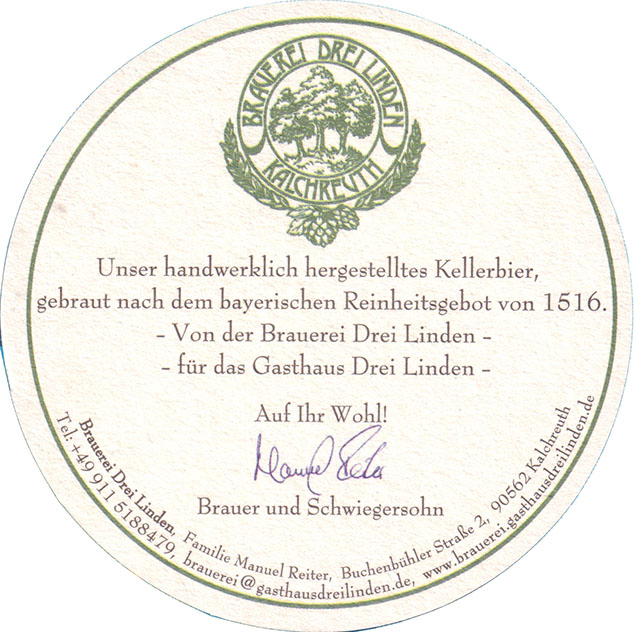 BRAUEREI DREI LINDEN
KALCHREUTH
Unser handwerklich hergestelltes Kellerbier,
gebraut nach dem bayerischen Reinheitsgebot von 1516.
- Von der Brauerei Drei Linden -
- für das Gasthaus Drei Linden -
Auf Ihr Wohl!
Brauer und Schwiegersohn
Brauerei Drei Linden, Familie Manuel Reiter, Buchenbühler Straße 2, 90562 Kalchreuth
Tel: +49 911 5188479, brauerei@gasthausdreilinden.de, www.brauerei.gasthausdreilinden.de